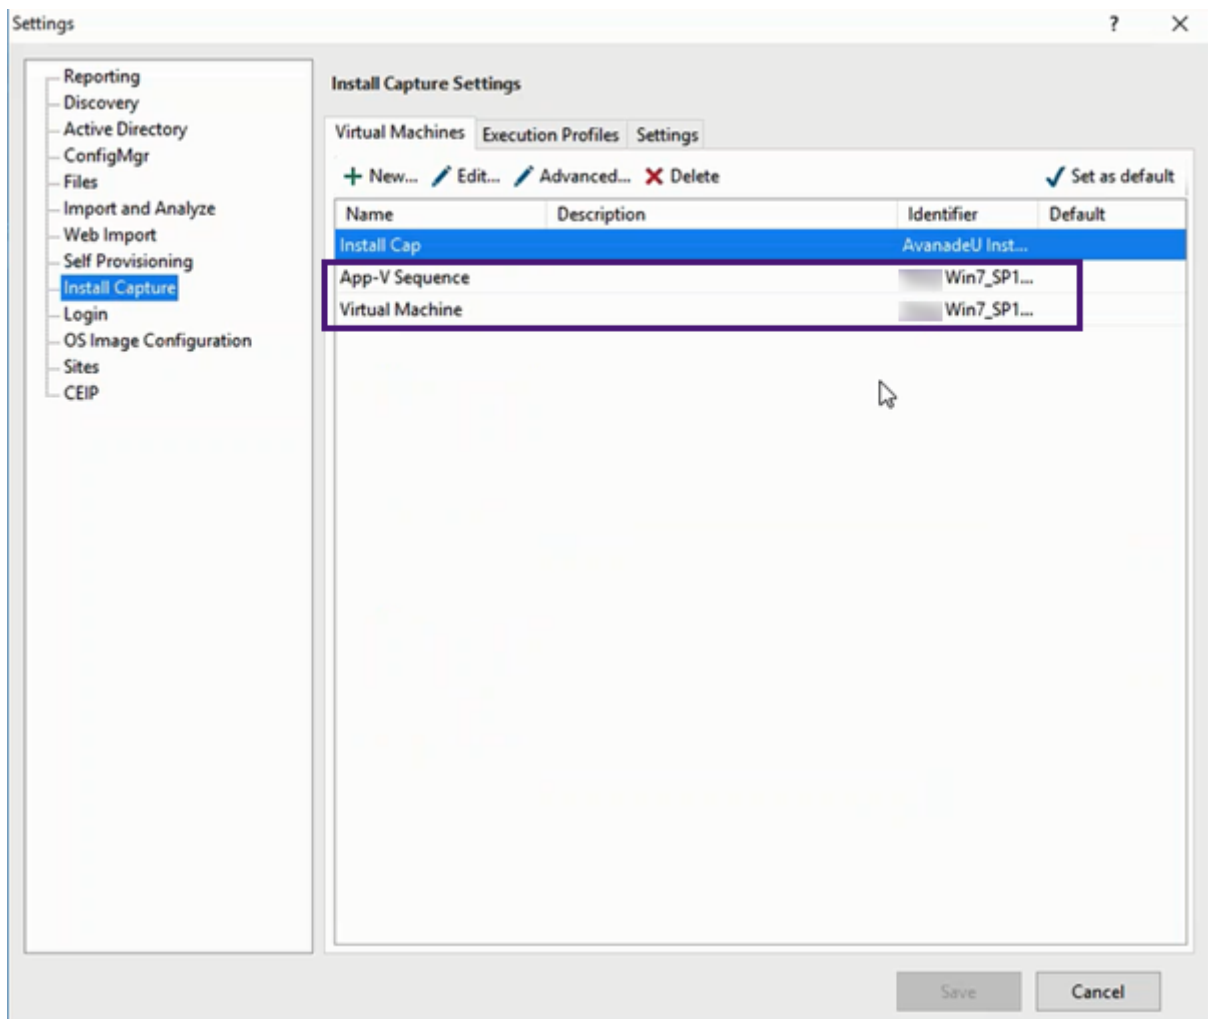 Settings ?
Reporting
Discovery
Active Directory
ConfigMgr
Files
Import and Analyze
Web Import
Self Provisioning
Install Capture
Login
OS Image Configuration
Sites
CEIP
Install Capture Settings
Virtual Machines Execution Profiles Settings
New... Edit... Advanced... Delete Set as default
Name Description Identifier Default
Install Cap AvanadeU Inst...
App-V Sequence Win7_SP1...
Virtual Machine Win7_SP1...
Save Cancel